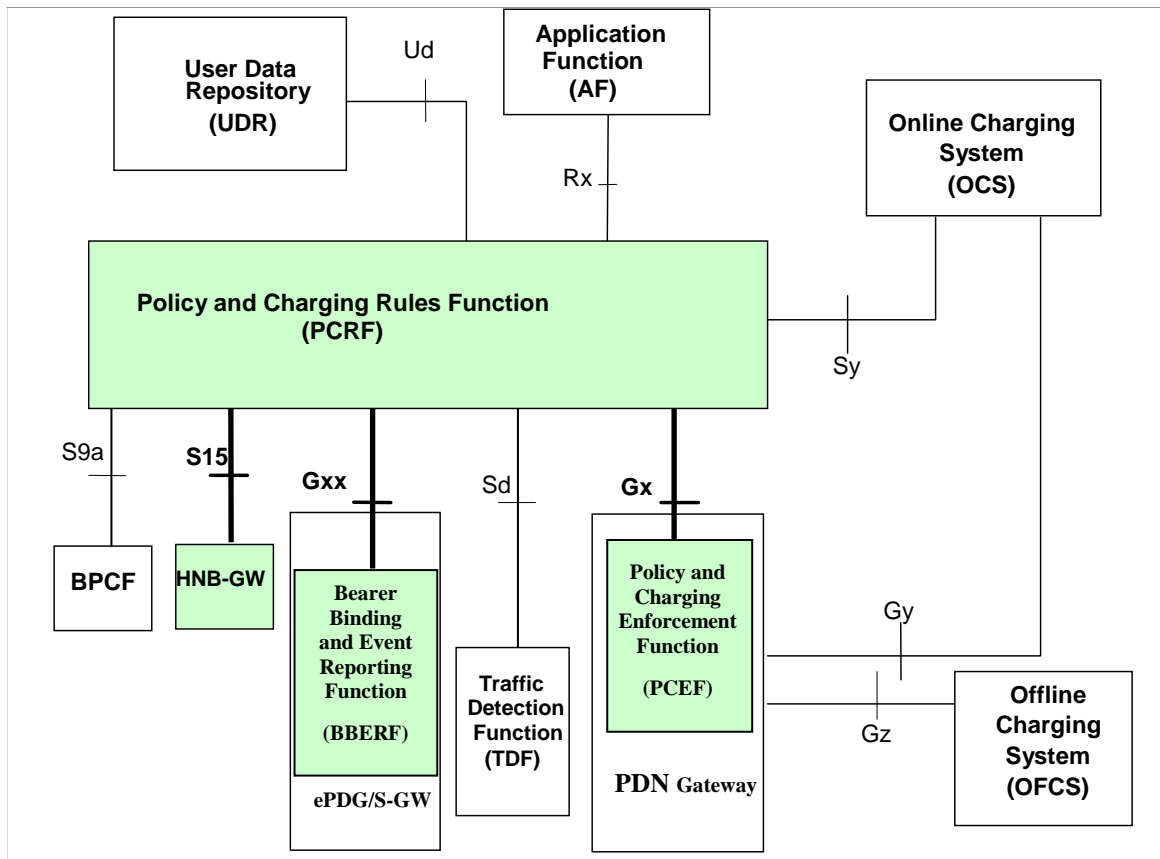 User Data
Repository
(UDR)
Ud
Application
Function
(AF)
Rx
Online Charging
System
(OCS)
Policy and Charging Rules Function
(PCRF)
Sy
S9a
S15
Gxx
Sd
Gx
BPCF
HNB-GW
Bearer
Binding
and Event
Reporting
Function
(BBERF)
ePDG/S-GW
Traffic
Detection
Function
(TDF)
Policy and
Charging
Enforcement
Function
(PCEF)
PDN Gateway
Gy
Gz
Offline
Charging
System
(OFCS)